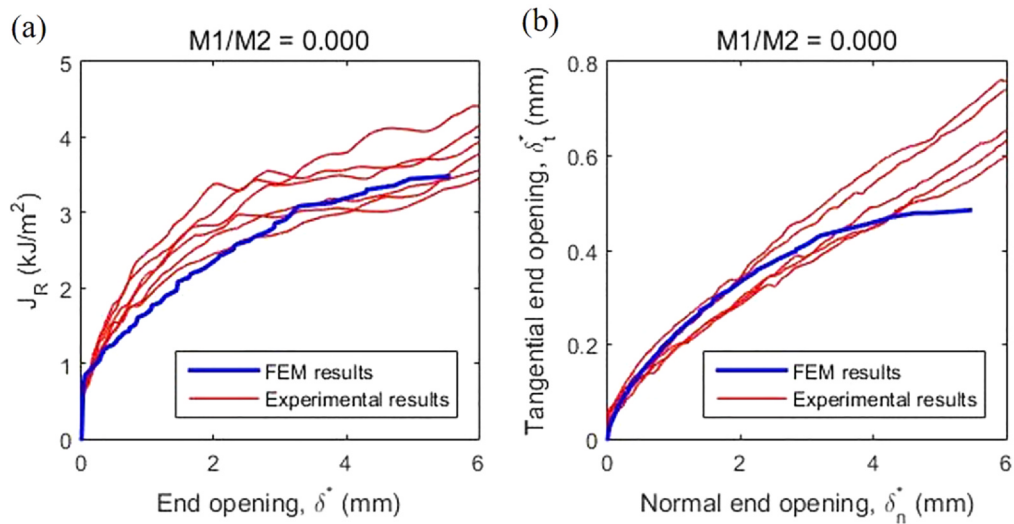 (a)
M1/M2 = 0.000
5
4
3
2
1
0
J_R (kJ/m²)
FEM results
Experimental results
0 2 4 6
End opening, δ* (mm)
(b)
M1/M2 = 0.000
0.8
0.6
0.4
0.2
0
Tangential end opening, δ*t (mm)
FEM results
Experimental results
0 2 4 6
Normal end opening, δ*n (mm)